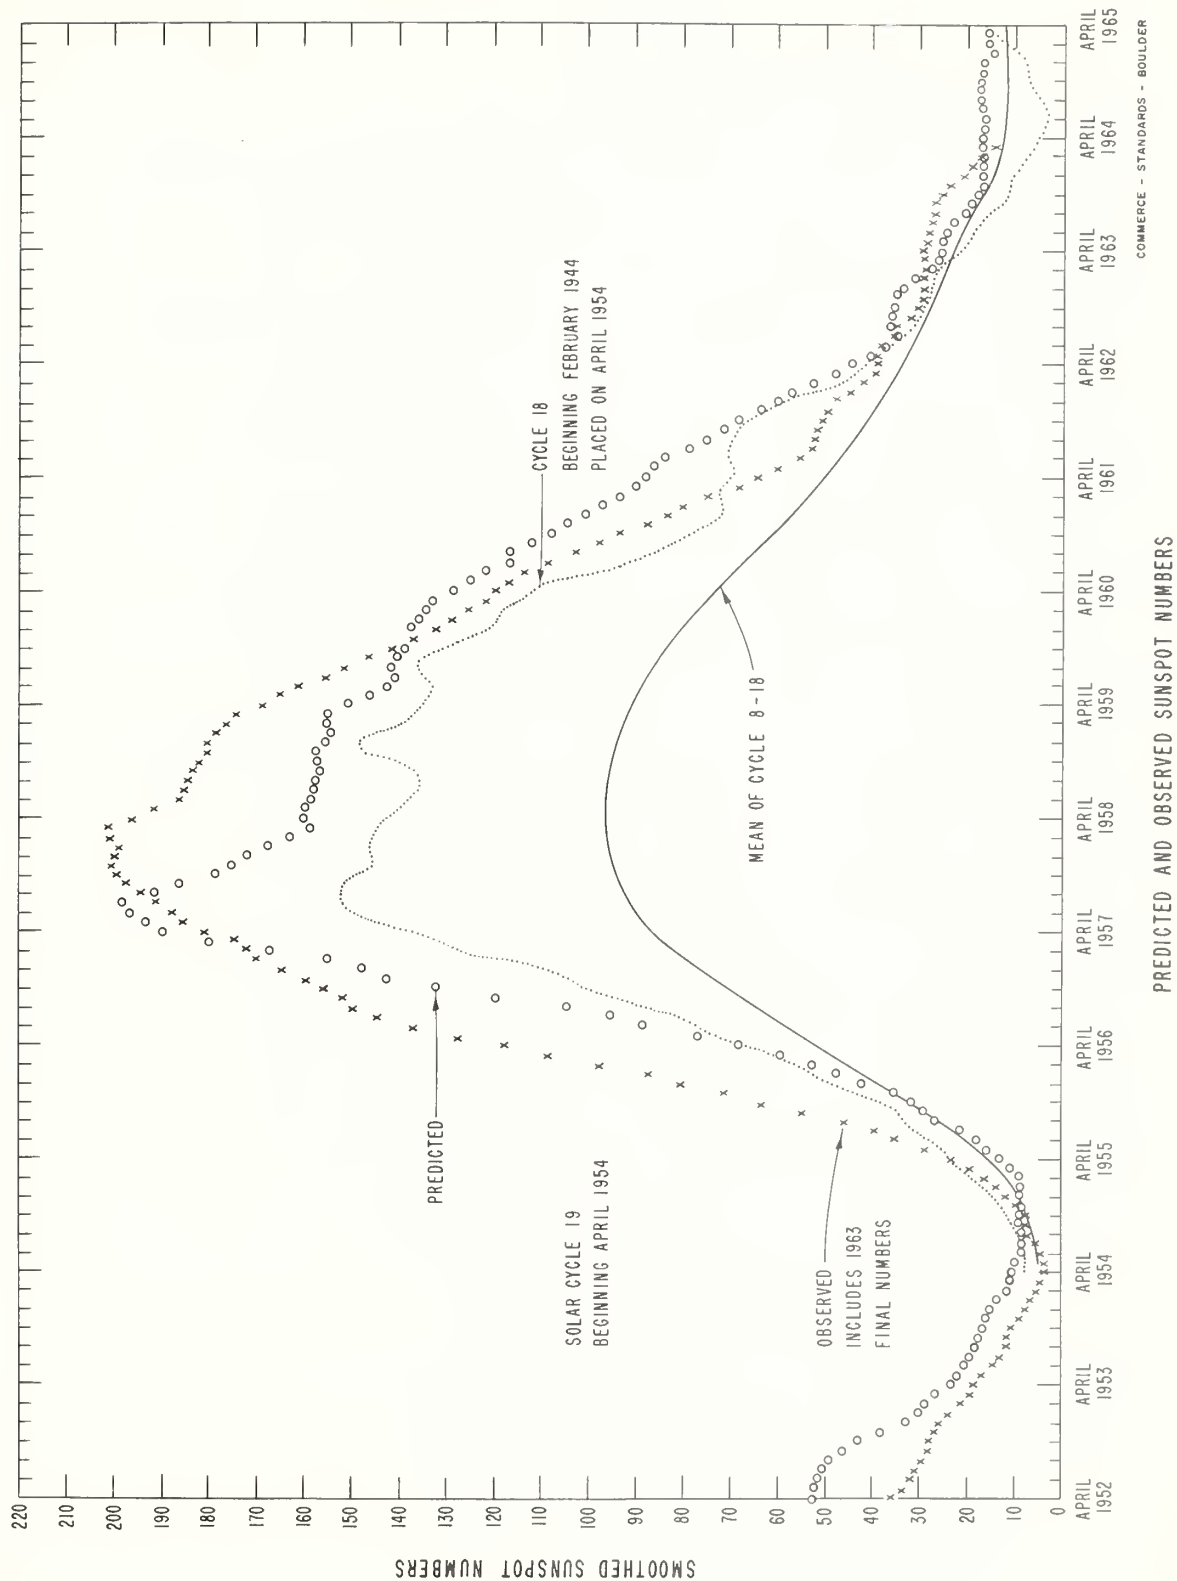 SMOOTHED SUNSPOT NUMBERS
220
210
200
190
180
170
160
150
140
130
120
110
100
90
80
70
60
50
40
30
20
10
0
PREDICTED
SOLAR CYCLE 19
BEGINNING APRIL 1954
OBSERVED
INCLUDES 1963
FINAL NUMBERS
MEAN OF CYCLE 8-18
CYCLE 18
BEGINNING FEBRUARY 1944
PLACED ON APRIL 1954
APRIL
1952
APRIL
1953
APRIL
1954
APRIL
1955
APRIL
1956
APRIL
1957
APRIL
1958
APRIL
1959
APRIL
1960
APRIL
1961
APRIL
1962
APRIL
1963
APRIL
1964
APRIL
1965
COMMERCE - STANDARDS - BOULDER
PREDICTED AND OBSERVED SUNSPOT NUMBERS